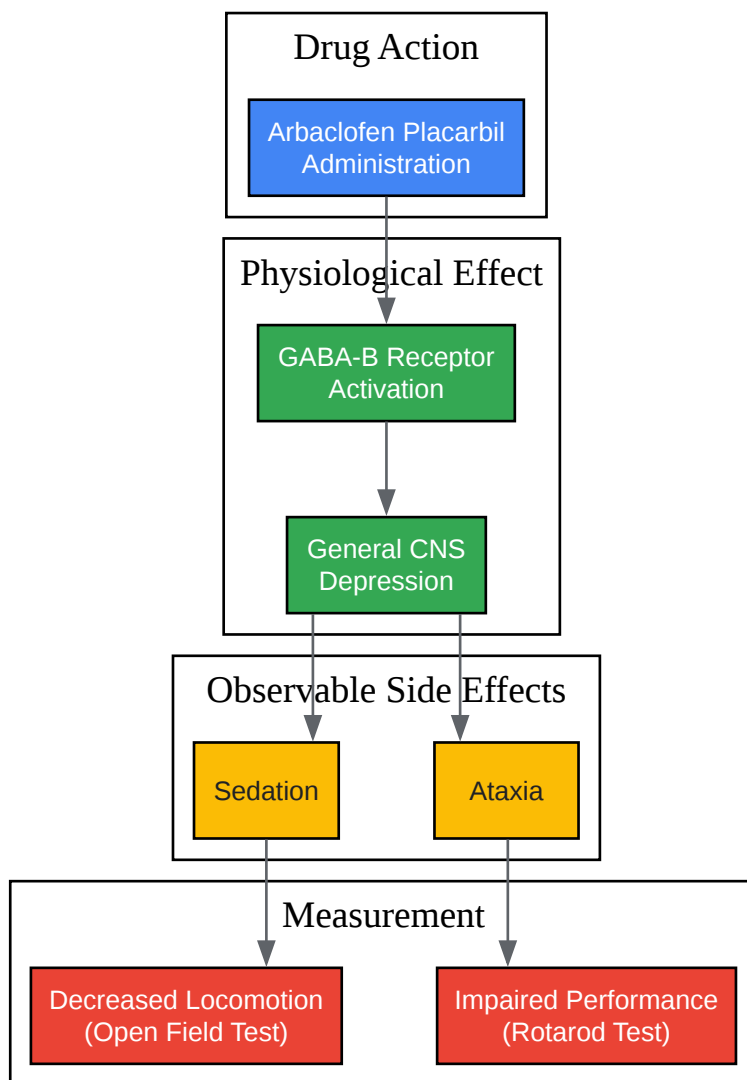 Drug Action
Arbaclofen Placarbil
Administration
Physiological Effect
GABA-B Receptor
Activation
General CNS
Depression
Observable Side Effects
Sedation
Ataxia
Measurement
Decreased Locomotion
(Open Field Test)
Impaired Performance
(Rotarod Test)